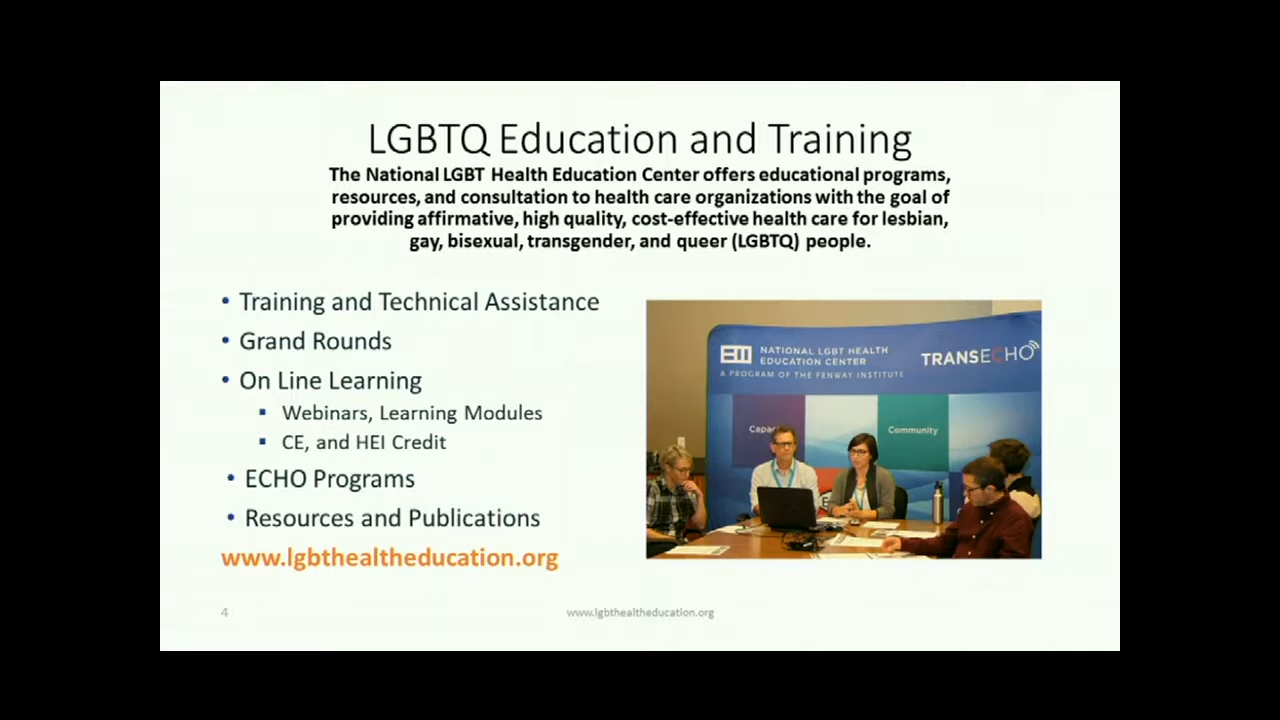 LGBTQ Education and Training
The National LGBT Health Education Center offers educational programs,
resources, and consultation to health care organizations with the goal of
providing affirmative, high quality, cost-effective health care for lesbian,
gay, bisexual, transgender, and queer (LGBTQ) people.
• Training and Technical Assistance
• Grand Rounds
• On Line Learning
▪ Webinars, Learning Modules
▪ CE, and HEI Credit
• ECHO Programs
• Resources and Publications
www.lgbthealtheducation.org
NATIONAL LGBT HEALTH
EDUCATION CENTER
A PROGRAM OF THE FENWAY INSTITUTE
TRANSECHO
Community
4
www.lgbthealtheducation.org